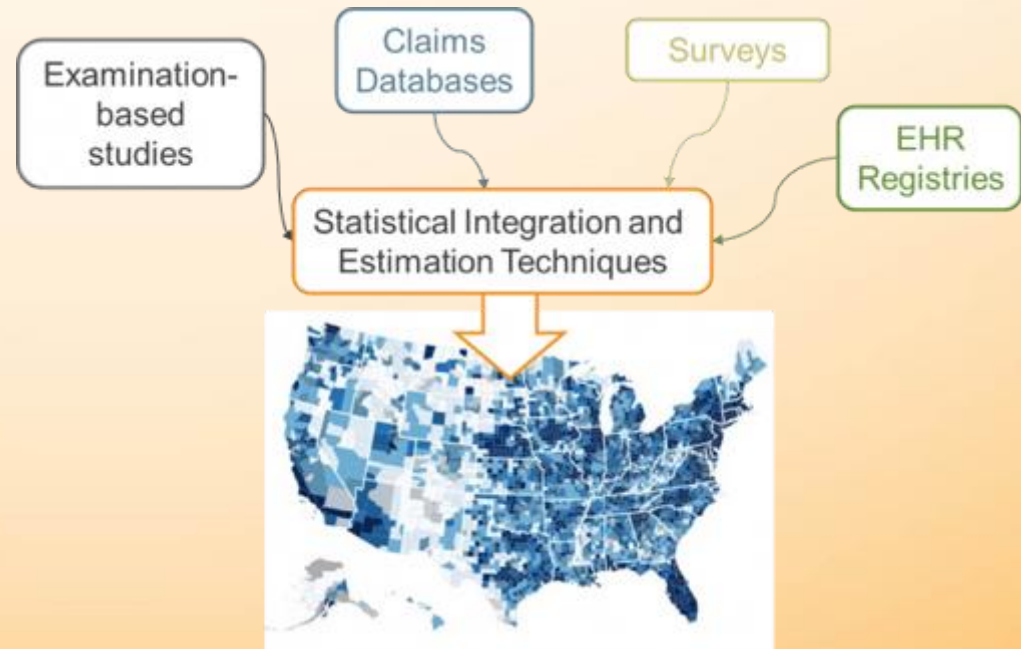 Examination-
based
studies
Claims
Databases
Surveys
EHR
Registries
Statistical Integration and
Estimation Techniques